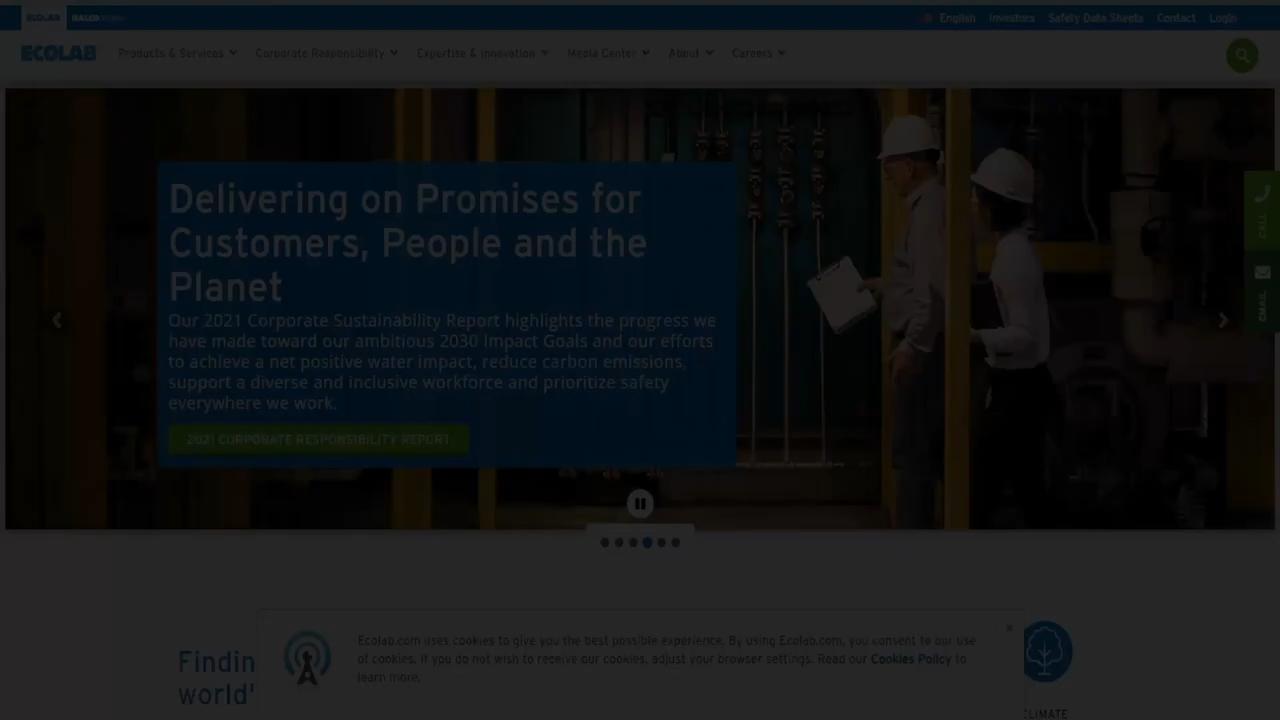 ECOLAB
English Investors Safety Data Sheets Contact Login
ECOLAB Products & Services Corporate Responsibility Expertise & Innovation Media Center About Careers
Delivering on Promises for
Customers, People and the
Planet
Our 2021 Corporate Sustainability Report highlights the progress we
have made toward our ambitious 2030 Impact Goals and our efforts
to achieve a net positive water impact, reduce carbon emissions,
support a diverse and inclusive workforce and prioritize safety
everywhere we work.
2021 CORPORATE RESPONSIBILITY REPORT
CALL
EMAIL
Ecolab.com uses cookies to give you the best possible experience. By using Ecolab.com, you consent to our use
of cookies. If you do not wish to receive our cookies, adjust your browser settings. Read our Cookies Policy to
learn more.
Findin
world'
CLIMATE